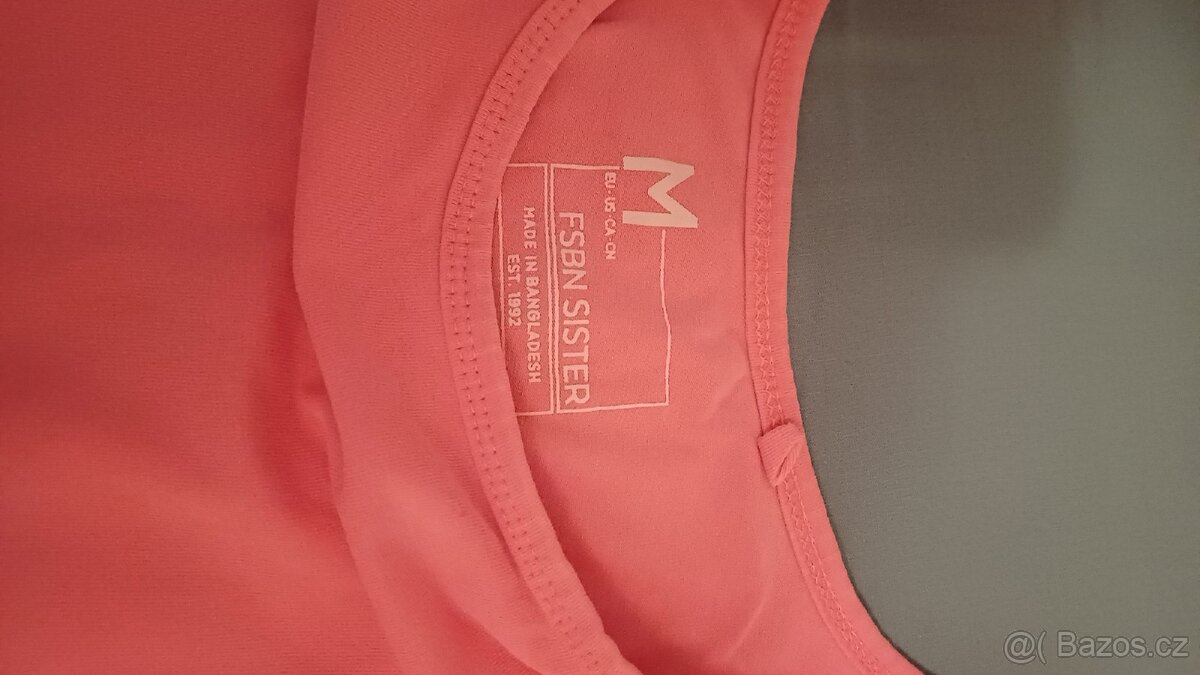 M
EU·US·CA·CN
FSBN SISTER
MADE IN BANGLADESH
EST. 1992
@( Bazos.cz